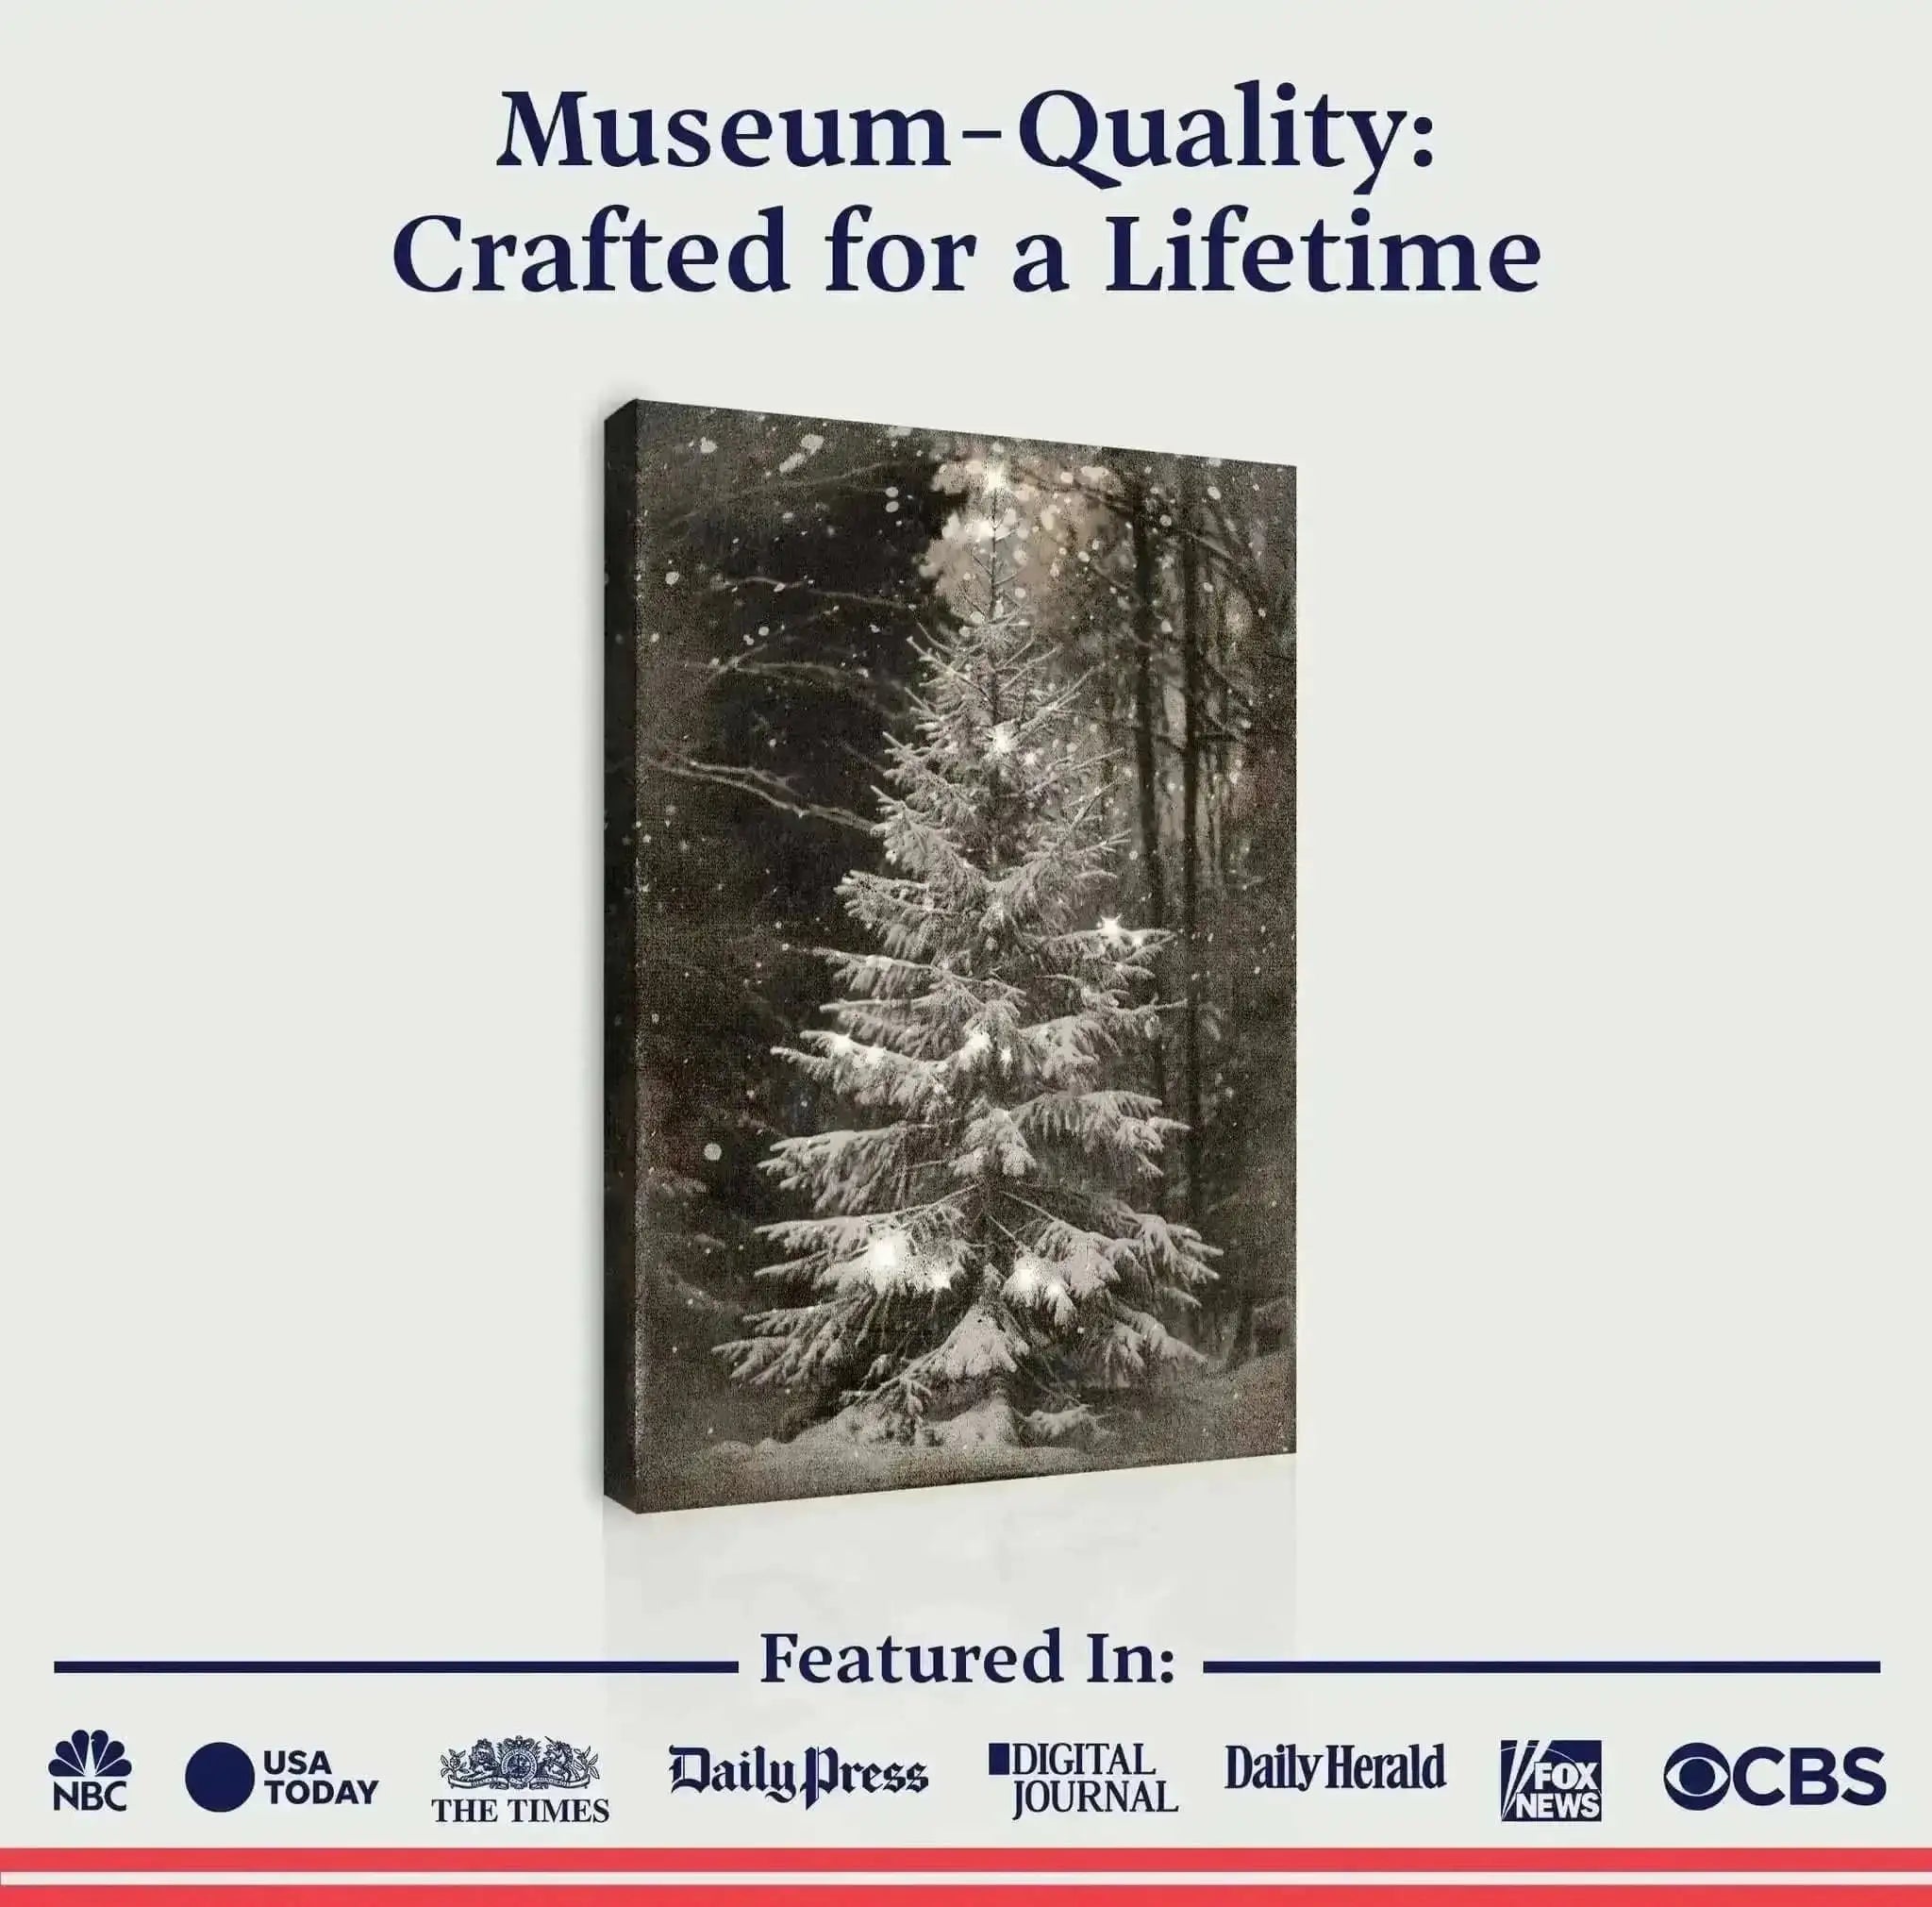 Museum-Quality:
Crafted for a Lifetime
Featured In:
NBC
USA
TODAY
THE TIMES
Daily Press
DIGITAL
JOURNAL
Daily Herald
FOX
NEWS
CBS